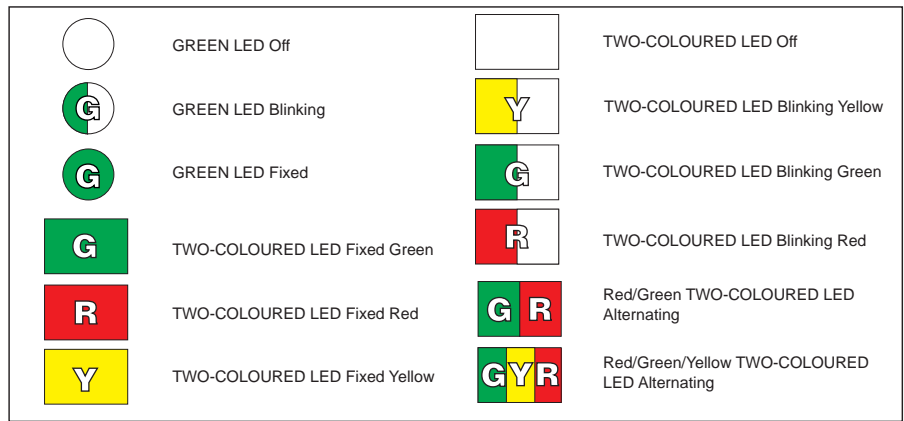 GREEN LED Off
G GREEN LED Blinking
G GREEN LED Fixed
G TWO-COLOURED LED Fixed Green
R TWO-COLOURED LED Fixed Red
Y TWO-COLOURED LED Fixed Yellow
TWO-COLOURED LED Off
Y TWO-COLOURED LED Blinking Yellow
G TWO-COLOURED LED Blinking Green
R TWO-COLOURED LED Blinking Red
G R Red/Green TWO-COLOURED LED
Alternating
G Y R Red/Green/Yellow TWO-COLOURED
LED Alternating